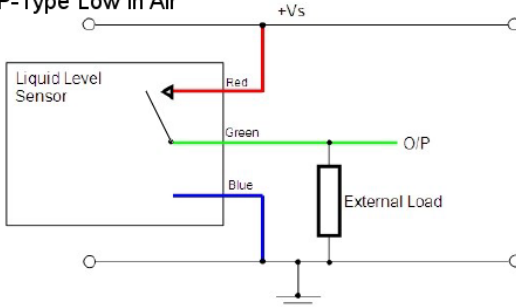 P-Type Low in Air
+Vs
Liquid Level
Sensor
Red
Green
O/P
Blue
External Load